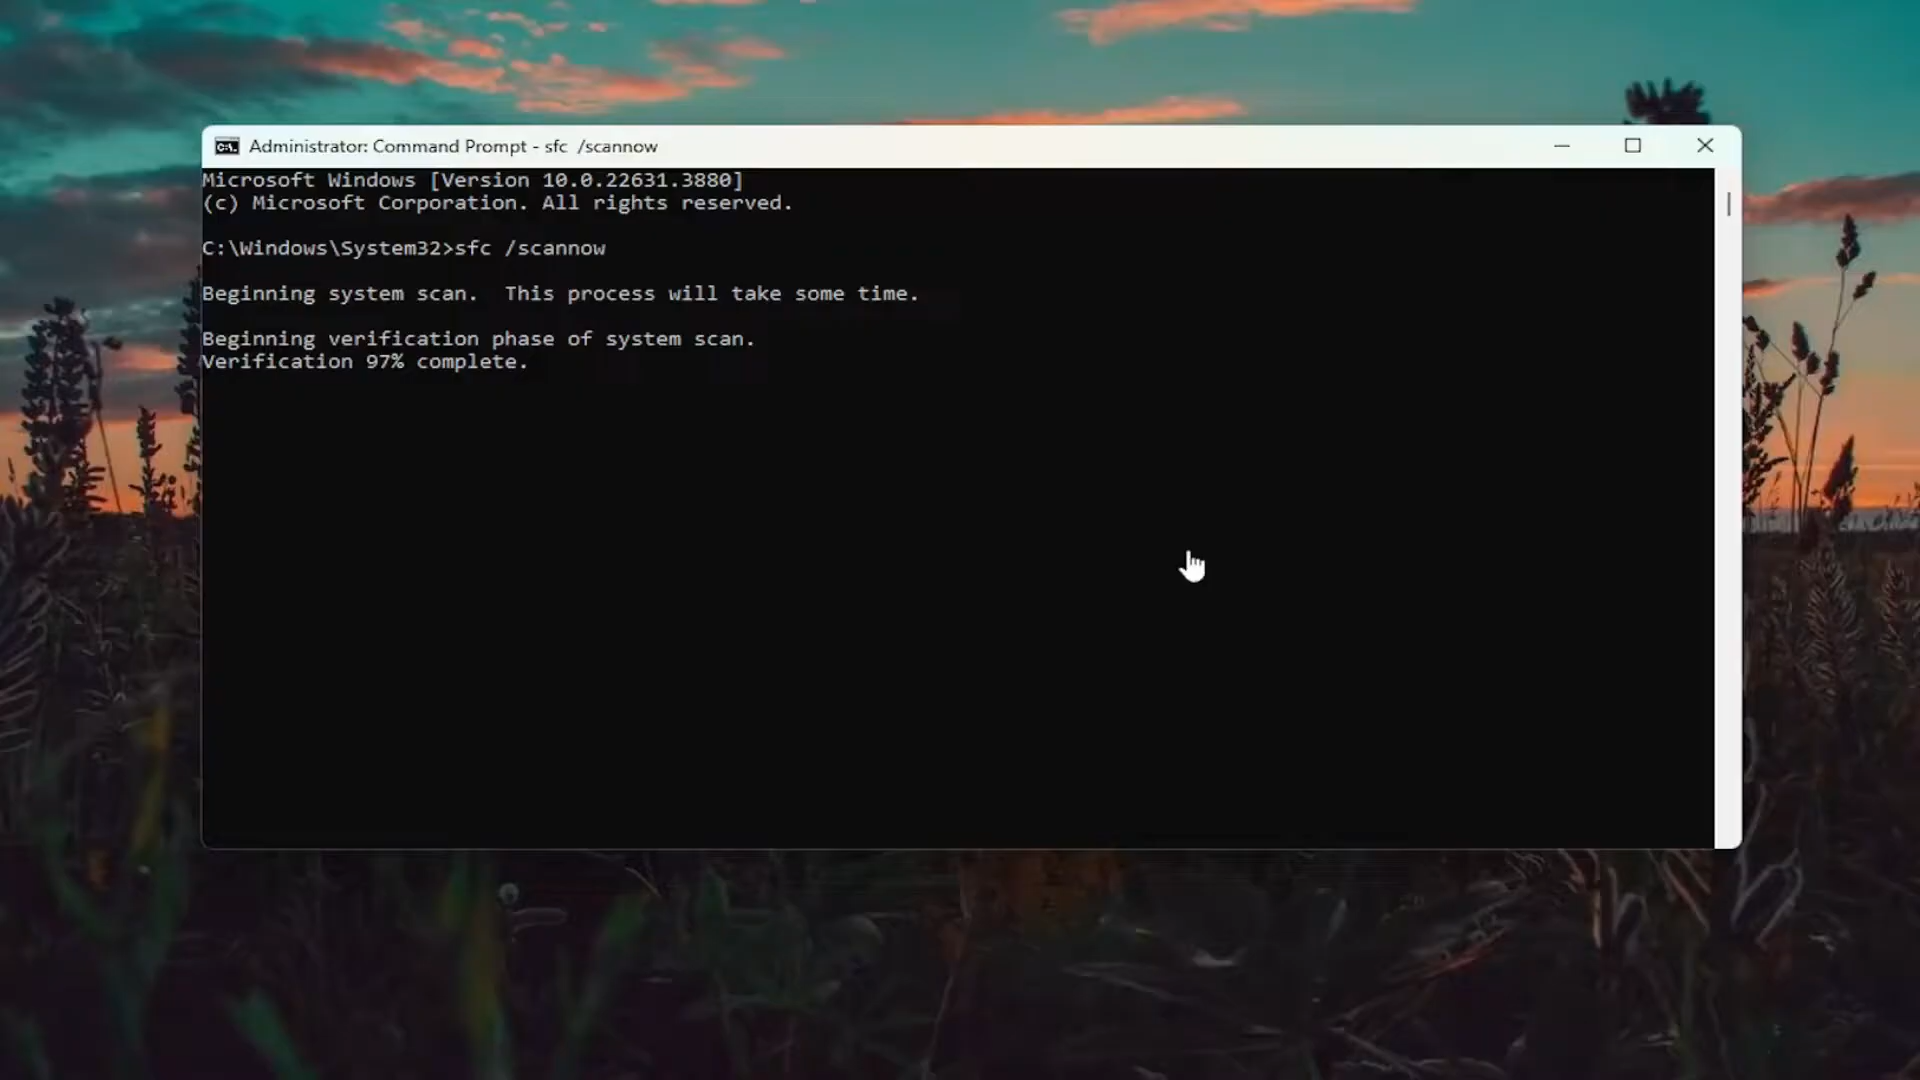 Administrator: Command Prompt - sfc  /scannow
Microsoft Windows [Version 10.0.22631.3880]
(c) Microsoft Corporation. All rights reserved.
C:\Windows\System32>sfc /scannow
Beginning system scan.  This process will take some time.
Beginning verification phase of system scan.
Verification 97% complete.